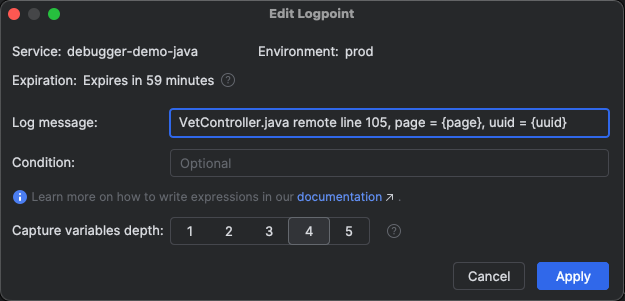 Edit Logpoint
Service: debugger-demo-java Environment: prod
Expiration: Expires in 59 minutes ?
Log message: VetController.java remote line 105, page = {page}, uuid = {uuid}
Condition: Optional
Learn more on how to write expressions in our documentation ↗ .
Capture variables depth: 1 2 3 4 5 ?
Cancel Apply